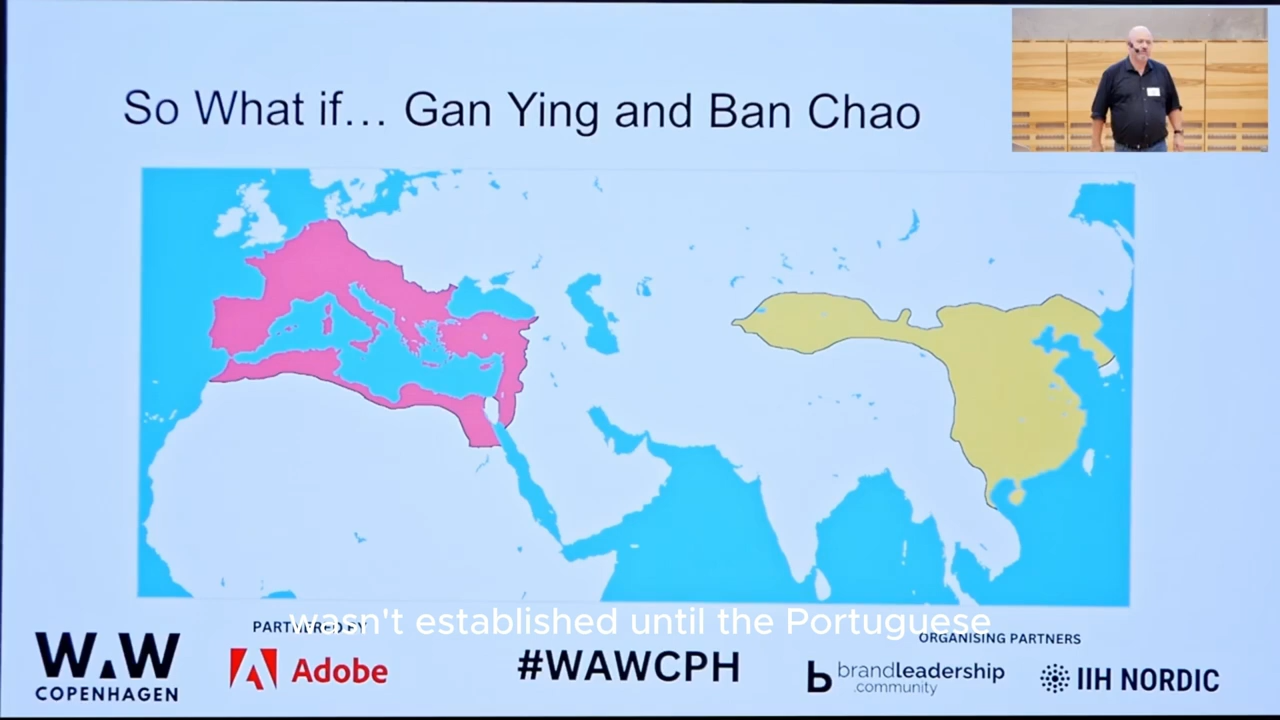 So What if... Gan Ying and Ban Chao
wasn't established until the Portuguese
PARTNERED BY
ORGANISING PARTNERS
WAW
COPENHAGEN
Adobe
#WAWCPH
brandleadership
.community
IIH NORDIC